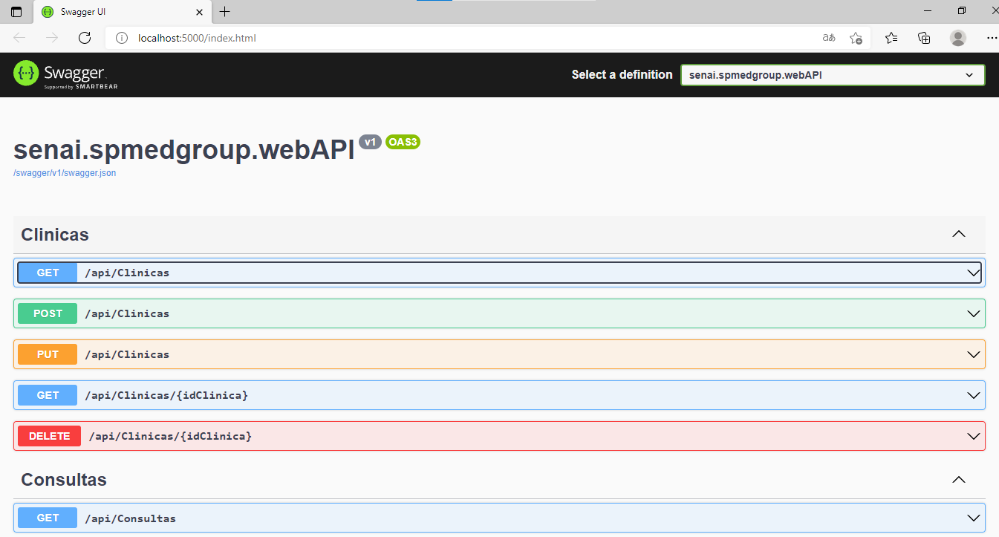 Swagger UI
localhost:5000/index.html
aあ
Swagger
Supported by SMARTBEAR
Select a definition
senai.spmedgroup.webAPI
senai.spmedgroup.webAPI v1 OAS3
/swagger/v1/swagger.json
Clinicas
GET /api/Clinicas
POST /api/Clinicas
PUT /api/Clinicas
GET /api/Clinicas/{idClinica}
DELETE /api/Clinicas/{idClinica}
Consultas
GET /api/Consultas